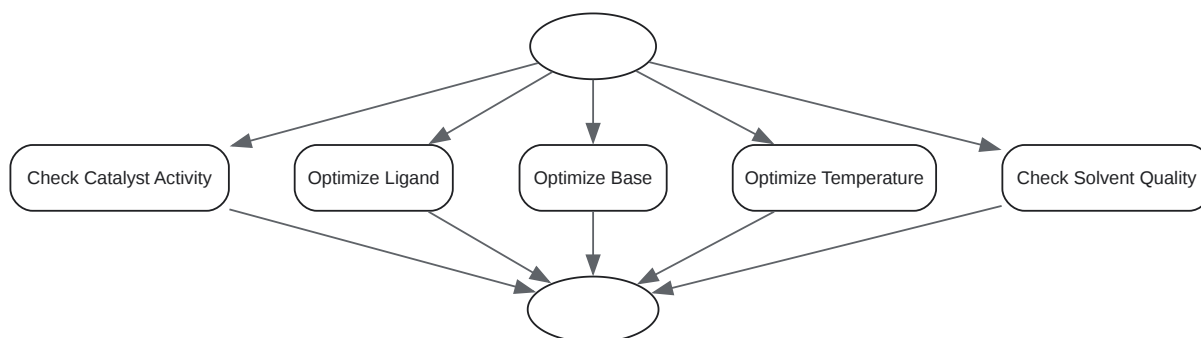 Check Catalyst Activity
Optimize Ligand
Optimize Base
Optimize Temperature
Check Solvent Quality